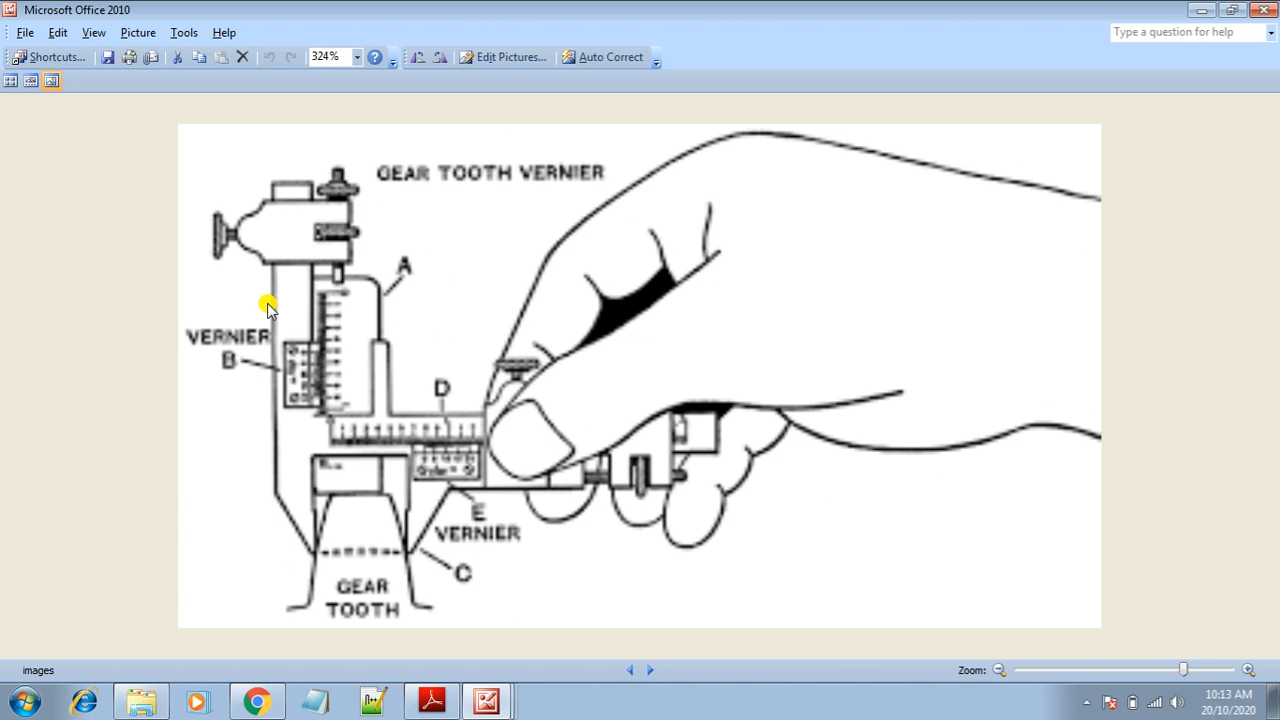 Microsoft Office 2010
File Edit View Picture Tools Help
Type a question for help
Shortcuts...
324%
Edit Pictures...
Auto Correct
GEAR TOOTH VERNIER
A
VERNIER
B
D
E
VERNIER
C
GEAR
TOOTH
images
Zoom:
10:13 AM
20/10/2020